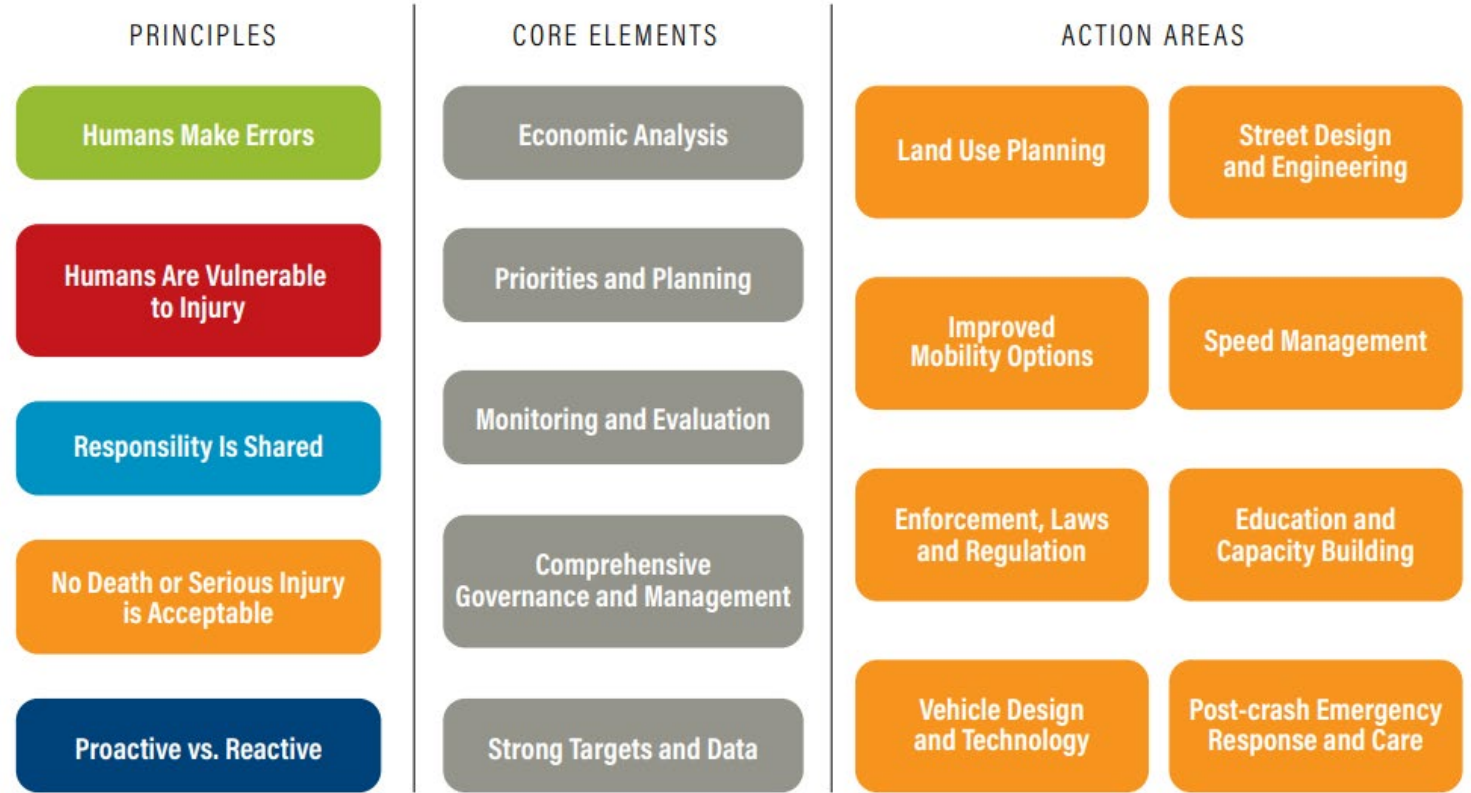 PRINCIPLES
Humans Make Errors
Humans Are Vulnerable
to Injury
Responsility Is Shared
No Death or Serious Injury
is Acceptable
Proactive vs. Reactive
CORE ELEMENTS
Economic Analysis
Priorities and Planning
Monitoring and Evaluation
Comprehensive
Governance and Management
Strong Targets and Data
ACTION AREAS
Land Use Planning
Street Design
and Engineering
Improved
Mobility Options
Speed Management
Enforcement, Laws
and Regulation
Education and
Capacity Building
Vehicle Design
and Technology
Post-crash Emergency
Response and Care